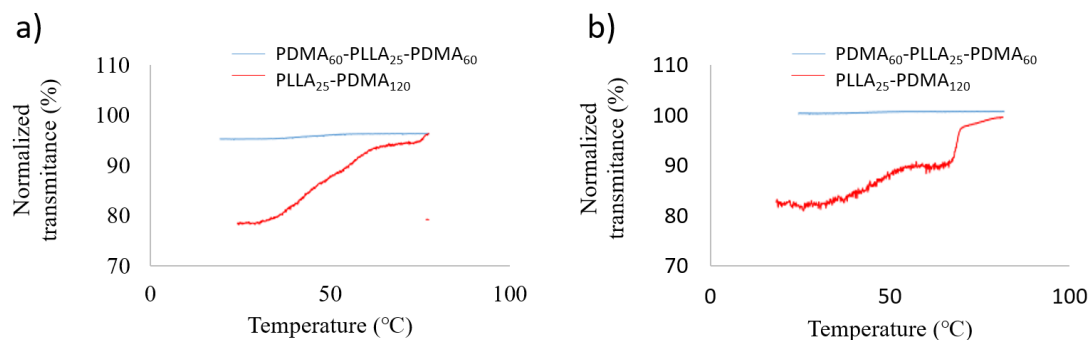 a)
PDMA₆₀-PLLA₂₅-PDMA₆₀
PLLA₂₅-PDMA₁₂₀
110
100
90
80
70
0
50
100
Normalized
transmitance (%)
Temperature (°C)
b)
PDMA₆₀-PLLA₂₅-PDMA₆₀
PLLA₂₅-PDMA₁₂₀
110
100
90
80
70
0
50
100
Normalized
transmitance (%)
Temperature (°C)